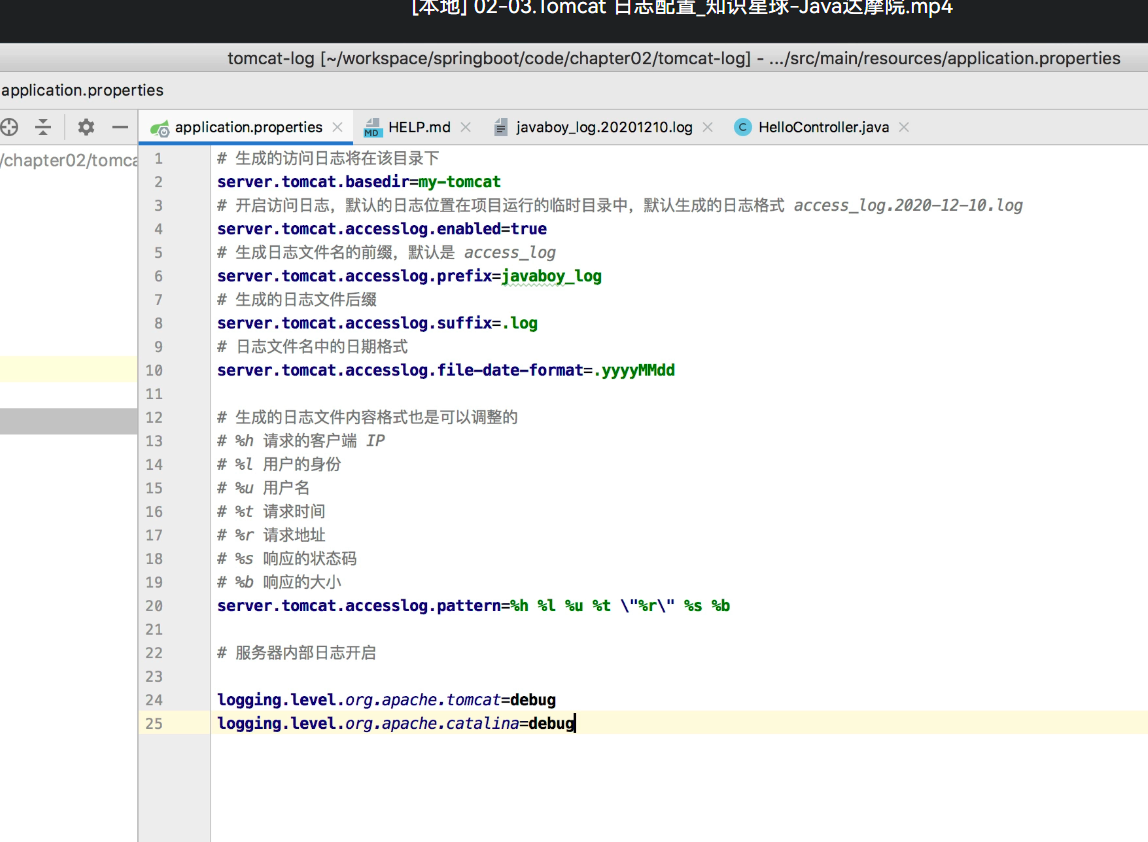 [本地] 02-03.Tomcat 日志配置_知识星球-Java达摩院.mp4
tomcat-log [~/workspace/springboot/code/chapter02/tomcat-log] - .../src/main/resources/application.properties
application.properties
application.properties HELP.md javaboy_log.20201210.log HelloController.java
/chapter02/tomca
1 # 生成的访问日志将在该目录下
2 server.tomcat.basedir=my-tomcat
3 # 开启访问日志，默认的日志位置在项目运行的临时目录中，默认生成的日志格式 access_log.2020-12-10.log
4 server.tomcat.accesslog.enabled=true
5 # 生成日志文件名的前缀，默认是 access_log
6 server.tomcat.accesslog.prefix=javaboy_log
7 # 生成的日志文件后缀
8 server.tomcat.accesslog.suffix=.log
9 # 日志文件名中的日期格式
10 server.tomcat.accesslog.file-date-format=.yyyyMMdd
11
12 # 生成的日志文件内容格式也是可以调整的
13 # %h 请求的客户端 IP
14 # %l 用户的身份
15 # %u 用户名
16 # %t 请求时间
17 # %r 请求地址
18 # %s 响应的状态码
19 # %b 响应的大小
20 server.tomcat.accesslog.pattern=%h %l %u %t \"%r\" %s %b
21
22 # 服务器内部日志开启
23
24 logging.level.org.apache.tomcat=debug
25 logging.level.org.apache.catalina=debug